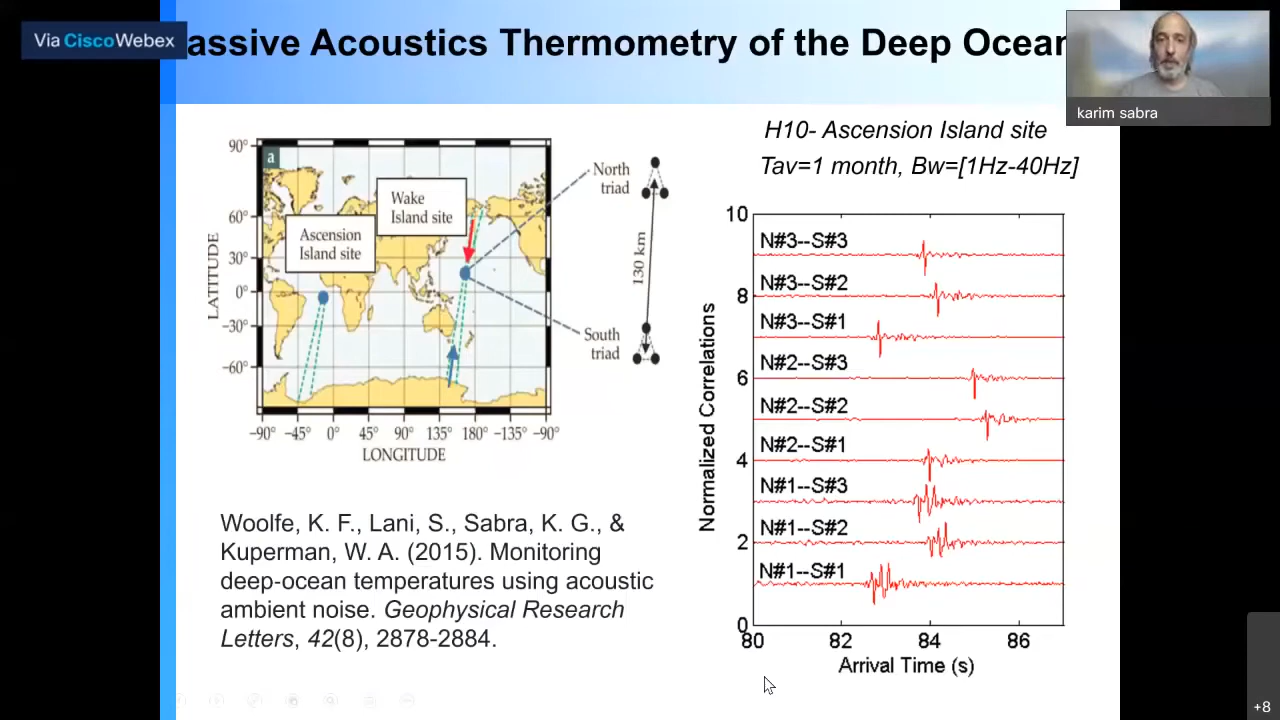 Via CiscoWebex
assive Acoustics Thermometry of the Deep Ocean
karim sabra
H10- Ascension Island site
Tav=1 month, Bw=[1Hz-40Hz]
a
90°
60°
30°
0°
−30°
−60°
LATITUDE
−90° −45° 0° 45° 90° 135° 180° −135° −90°
LONGITUDE
Wake
Island site
Ascension
Island site
North
triad
130 km
South
triad
10
8
6
4
2
0
Normalized Correlations
N#3--S#3
N#3--S#2
N#3--S#1
N#2--S#3
N#2--S#2
N#2--S#1
N#1--S#3
N#1--S#2
N#1--S#1
80 82 84 86
Arrival Time (s)
Woolfe, K. F., Lani, S., Sabra, K. G., &
Kuperman, W. A. (2015). Monitoring
deep-ocean temperatures using acoustic
ambient noise. Geophysical Research
Letters, 42(8), 2878-2884.
+8